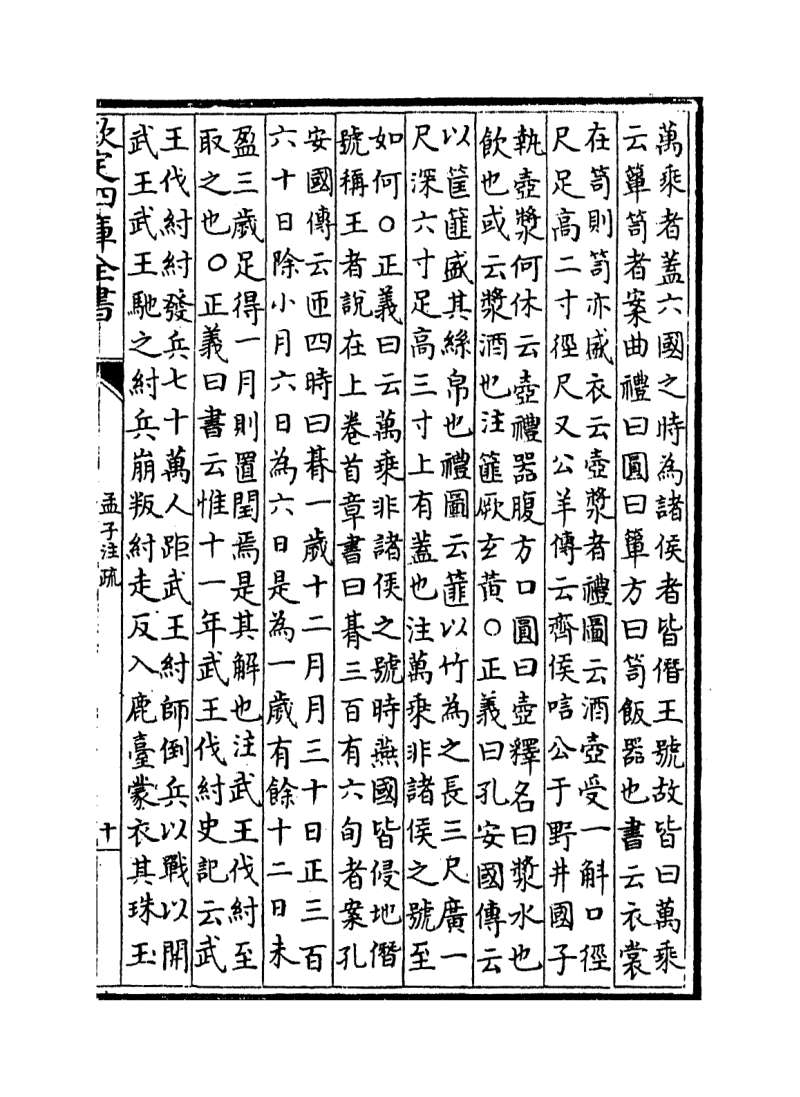 萬乘者蓋六國之時為諸侯者皆僭王號故皆曰萬乘
云簞笥者案曲禮曰圓曰簞方曰笥飯器也書云衣裳
在笥則笥亦盛衣云壺漿者禮圖云酒壺受一斛口徑
尺足高二寸徑尺又公羊傳云齊侯唁公于野井國子
執壺漿何休云壺禮器腹方口圓曰壺釋名曰漿水也
飲也或云漿酒也注篚厥玄黄○正義曰孔安國傳云
以筐篚盛其絲帛也禮圖云篚以竹為之長三尺廣一
尺深六寸足高三寸上有蓋也注萬乘非諸侯之號至
如何○正義曰云萬乘非諸侯之號時燕國皆侵地僭
號稱王者說在上卷首章書曰朞三百有六旬者案孔
安國傳云匝四時曰朞一歲十二月月三十日正三百
六十日除小月六日為六日是為一歲有餘十二日未
盈三歲足得一月則置閏焉是其解也注武王伐紂至
取之也○正義曰書云惟十一年武王伐紂史記云武
王伐紂紂發兵七十萬人距武王紂師倒兵以戰以開
武王武王馳之紂兵崩叛紂走反入鹿臺蒙衣其珠玉
欽定四庫全書
孟子注疏
十